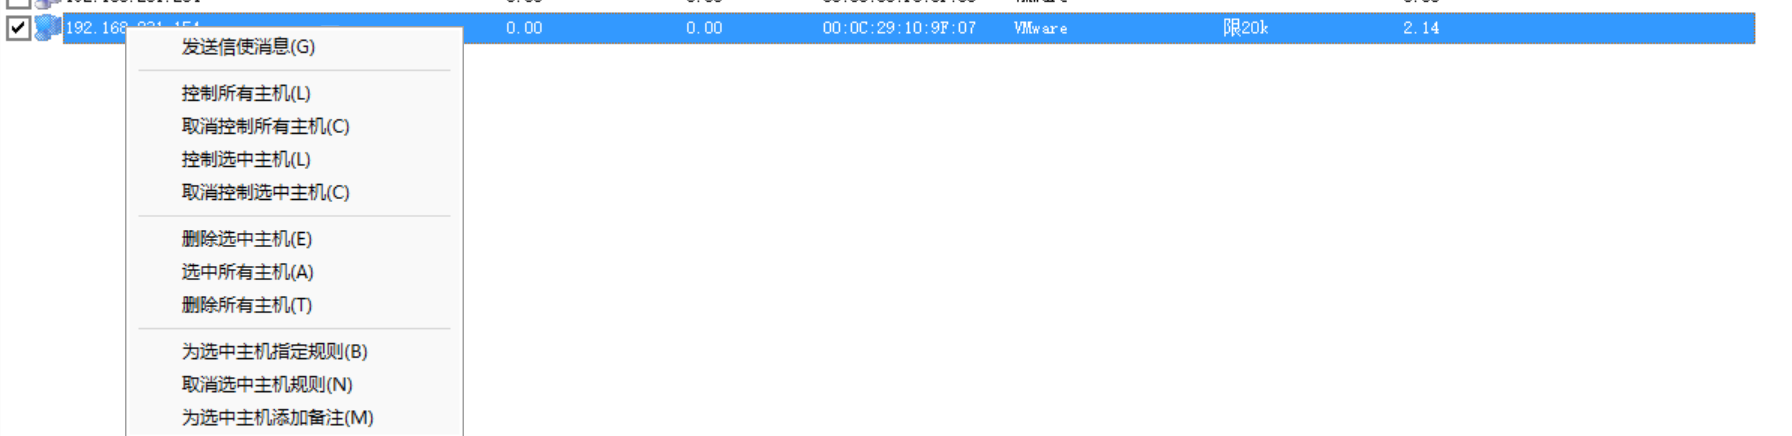 192.168.231.154 0.00 0.00 00:0C:29:10:9F:07 VMware 限20k 2.14
发送信使消息(G)
控制所有主机(L)
取消控制所有主机(C)
控制选中主机(L)
取消控制选中主机(C)
删除选中主机(E)
选中所有主机(A)
删除所有主机(T)
为选中主机指定规则(B)
取消选中主机规则(N)
为选中主机添加备注(M)